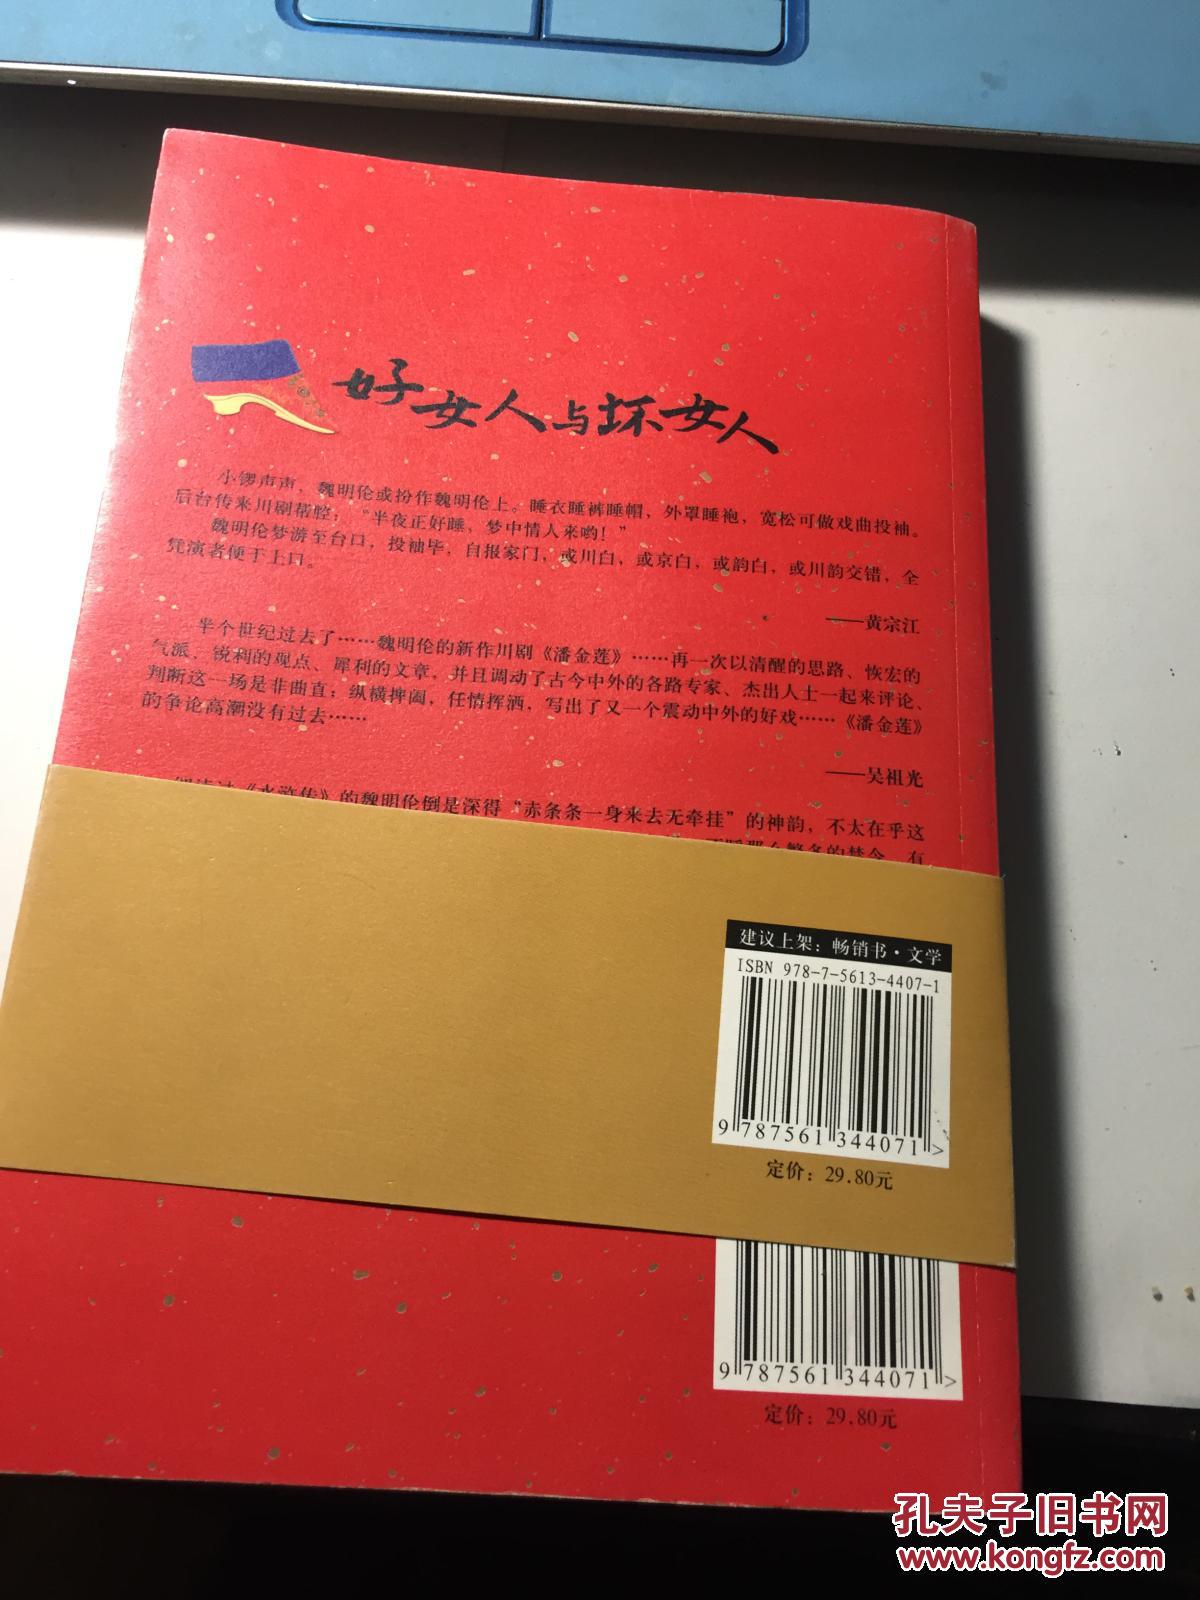 好女人与坏女人
小锣声声，魏明伦或扮作魏明伦上。睡衣睡裤睡帽，外罩睡袍，宽松可做戏曲投袖。
后台传来川剧帮腔：“半夜正好睡，梦中情人来哟！”
魏明伦梦游至台口，投袖毕，自报家门，或川白，或京白，或韵白，或川韵交错，全
凭演者便于上口。
——黄宗江
半个世纪过去了……魏明伦的新作川剧《潘金莲》……再一次以清醒的思路、恢宏的
气派、锐利的观点、犀利的文章，并且调动了古今中外的各路专家、杰出人士一起来评论、
判断这一场是非曲直；纵横捭阖，任情挥洒，写出了又一个震动中外的好戏……《潘金莲》
的争论高潮没有过去……
——吴祖光
《水浒传》的魏明伦倒是深得“赤条条一身来去无牵挂”的神韵，不太在乎这
那么繁多的禁令，有
建议上架：畅销书·文学
ISBN 978-7-5613-4407-1
9 787561 344071 >
定价：29.80元
9 787561 344071 >
定价：29.80元
孔夫子旧书网
www.kongfz.com